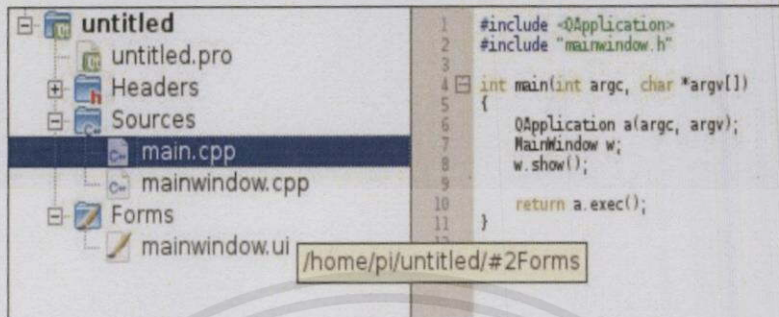 untitled
untitled.pro
Headers
Sources
main.cpp
mainwindow.cpp
Forms
mainwindow.ui
/home/pi/untitled/#2Forms
1 #include <QApplication>
2 #include "mainwindow.h"
3
4 int main(int argc, char *argv[])
5 {
6 QApplication a(argc, argv);
7 MainWindow w;
8 w.show();
9
10 return a.exec();
11 }
12